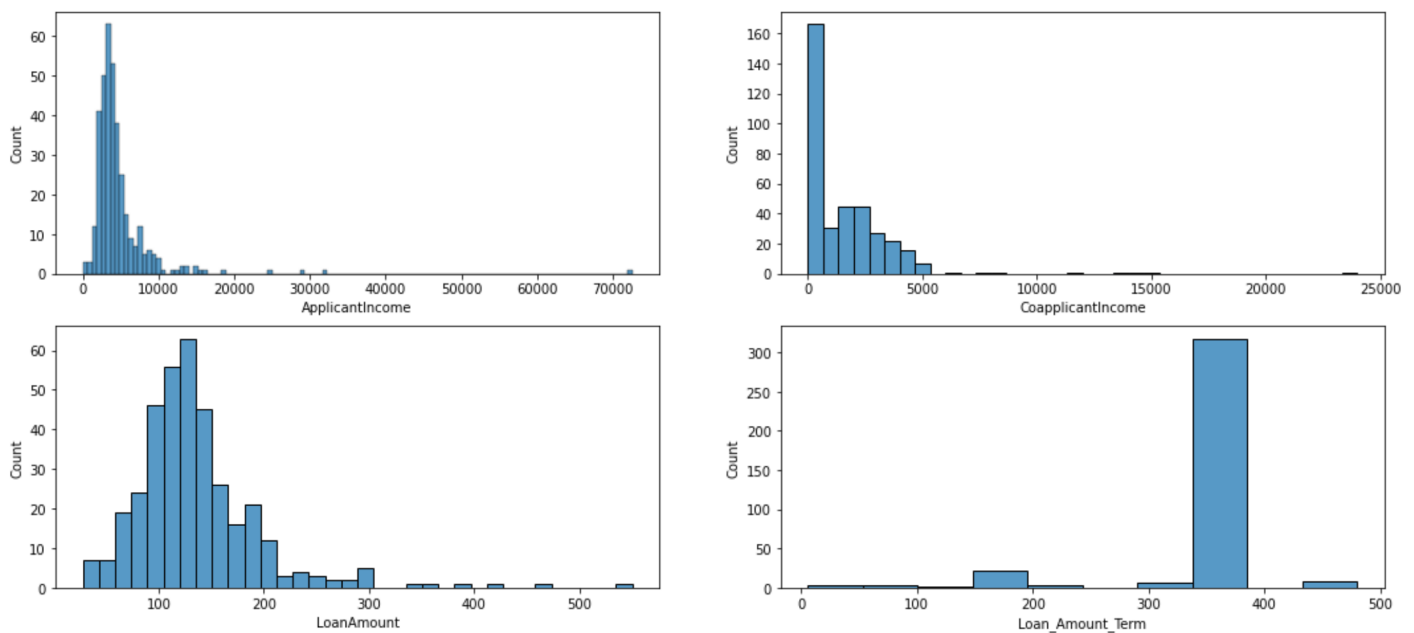 60
50
40
30
20
10
0
Count
0 10000 20000 30000 40000 50000 60000 70000
ApplicantIncome
160
140
120
100
80
60
40
20
0
Count
0 5000 10000 15000 20000 25000
CoapplicantIncome
60
50
40
30
20
10
0
Count
100 200 300 400 500
LoanAmount
300
250
200
150
100
50
0
Count
0 100 200 300 400 500
Loan_Amount_Term